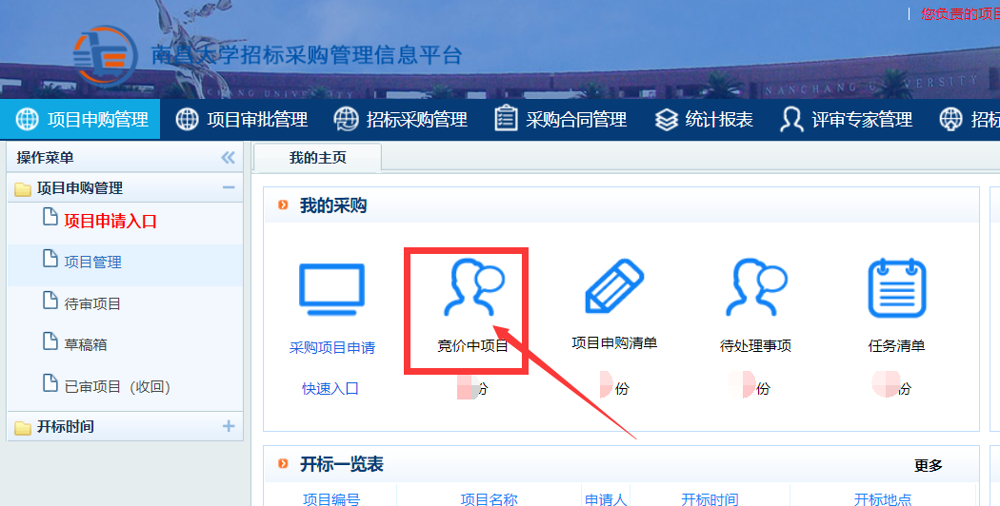 您负责的项目
南昌大学招标采购管理信息平台
CHANG UNIVERSITY
NANCHANG UNIVERSITY
项目申购管理 项目审批管理 招标采购管理 采购合同管理 统计报表 评审专家管理 招标
操作菜单
我的主页
项目申购管理
项目申请入口
项目管理
待审项目
草稿箱
已审项目（收回）
开标时间
我的采购
采购项目申请 竞价中项目 项目申购清单 待处理事项 任务清单
快速入口 份 份 份 份
开标一览表 更多
项目编号 项目名称 申请人 开标时间 开标地点